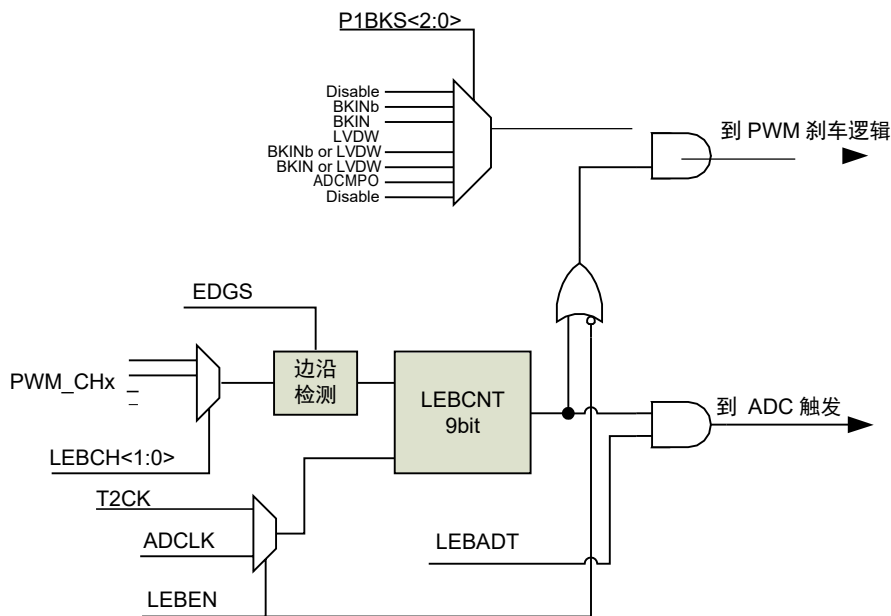 P1BKS<2:0>
Disable
BKINb
BKIN
LVDW
BKINb or LVDW
BKIN or LVDW
ADCMPO
Disable
到 PWM 刹车逻辑
EDGS
PWM_CHx
边沿
检测
LEBCNT
9bit
到 ADC 触发
LEBCH<1:0>
T2CK
ADCLK
LEBADT
LEBEN